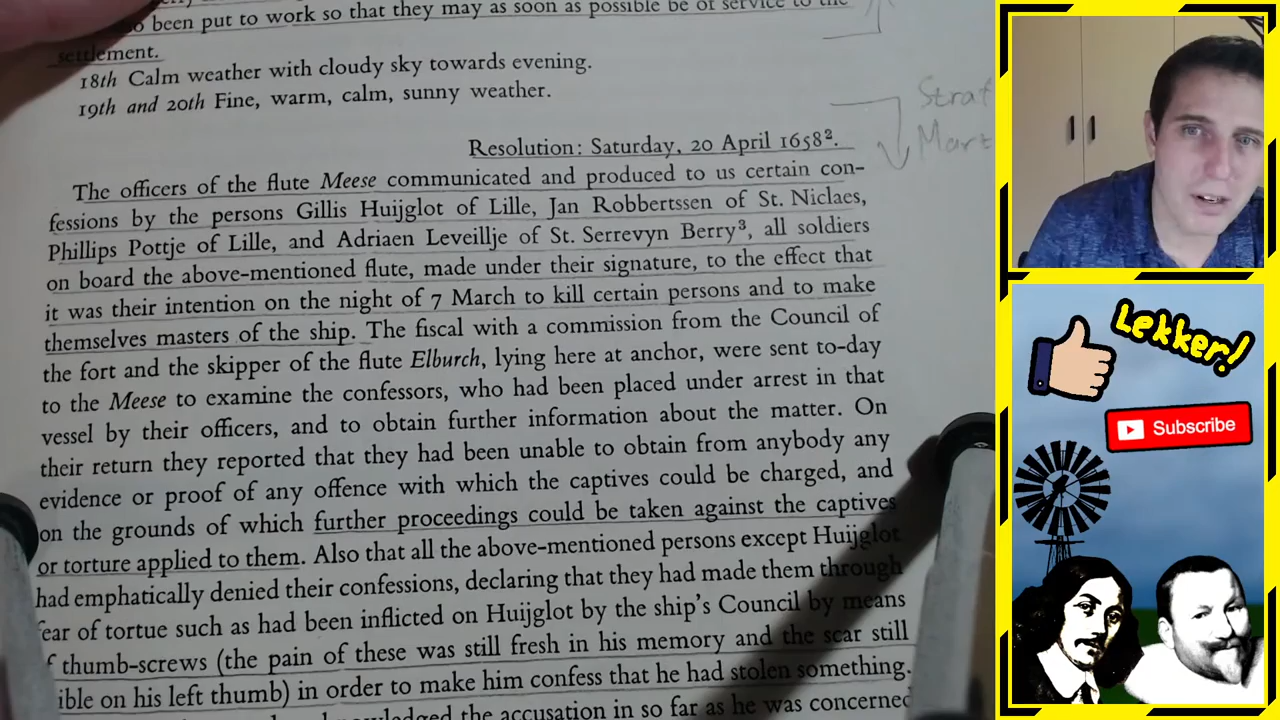 been put to work so that they may as soon as possible be of service to the
settlement.
18th Calm weather with cloudy sky towards evening.
19th and 20th Fine, warm, calm, sunny weather.
Resolution: Saturday, 20 April 1658².
The officers of the flute Meese communicated and produced to us certain con-
fessions by the persons Gillis Huijglot of Lille, Jan Robbertssen of St. Niclaes,
Phillips Pottje of Lille, and Adriaen Leveillje of St. Serrevyn Berry³, all soldiers
on board the above-mentioned flute, made under their signature, to the effect that
it was their intention on the night of 7 March to kill certain persons and to make
themselves masters of the ship. The fiscal with a commission from the Council of
the fort and the skipper of the flute Elburch, lying here at anchor, were sent to-day
to the Meese to examine the confessors, who had been placed under arrest in that
vessel by their officers, and to obtain further information about the matter. On
their return they reported that they had been unable to obtain from anybody any
evidence or proof of any offence with which the captives could be charged, and
on the grounds of which further proceedings could be taken against the captives
or torture applied to them. Also that all the above-mentioned persons except Huijglot
had emphatically denied their confessions, declaring that they had made them through
fear of tortue such as had been inflicted on Huijglot by the ship's Council by means
thumb-screws (the pain of these was still fresh in his memory and the scar still
ible on his left thumb) in order to make him confess that he had stolen something.
the accusation in so far as he was concerned
Straf
Mart
Lekker!
Subscribe